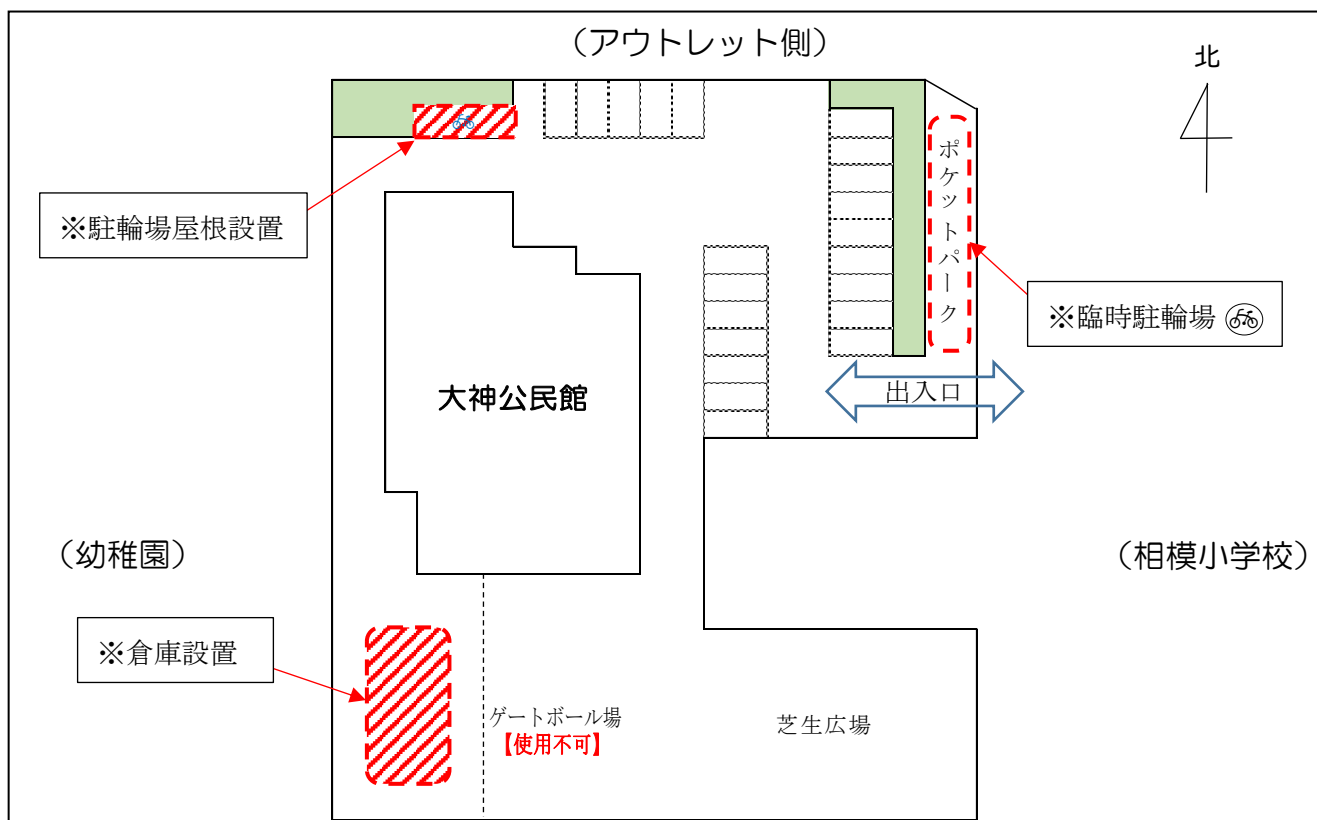 （アウトレット側）
北
※駐輪場屋根設置
ポケットパーク
※臨時駐輪場
大神公民館
出入口
（幼稚園）
（相模小学校）
※倉庫設置
ゲートボール場
【使用不可】
芝生広場